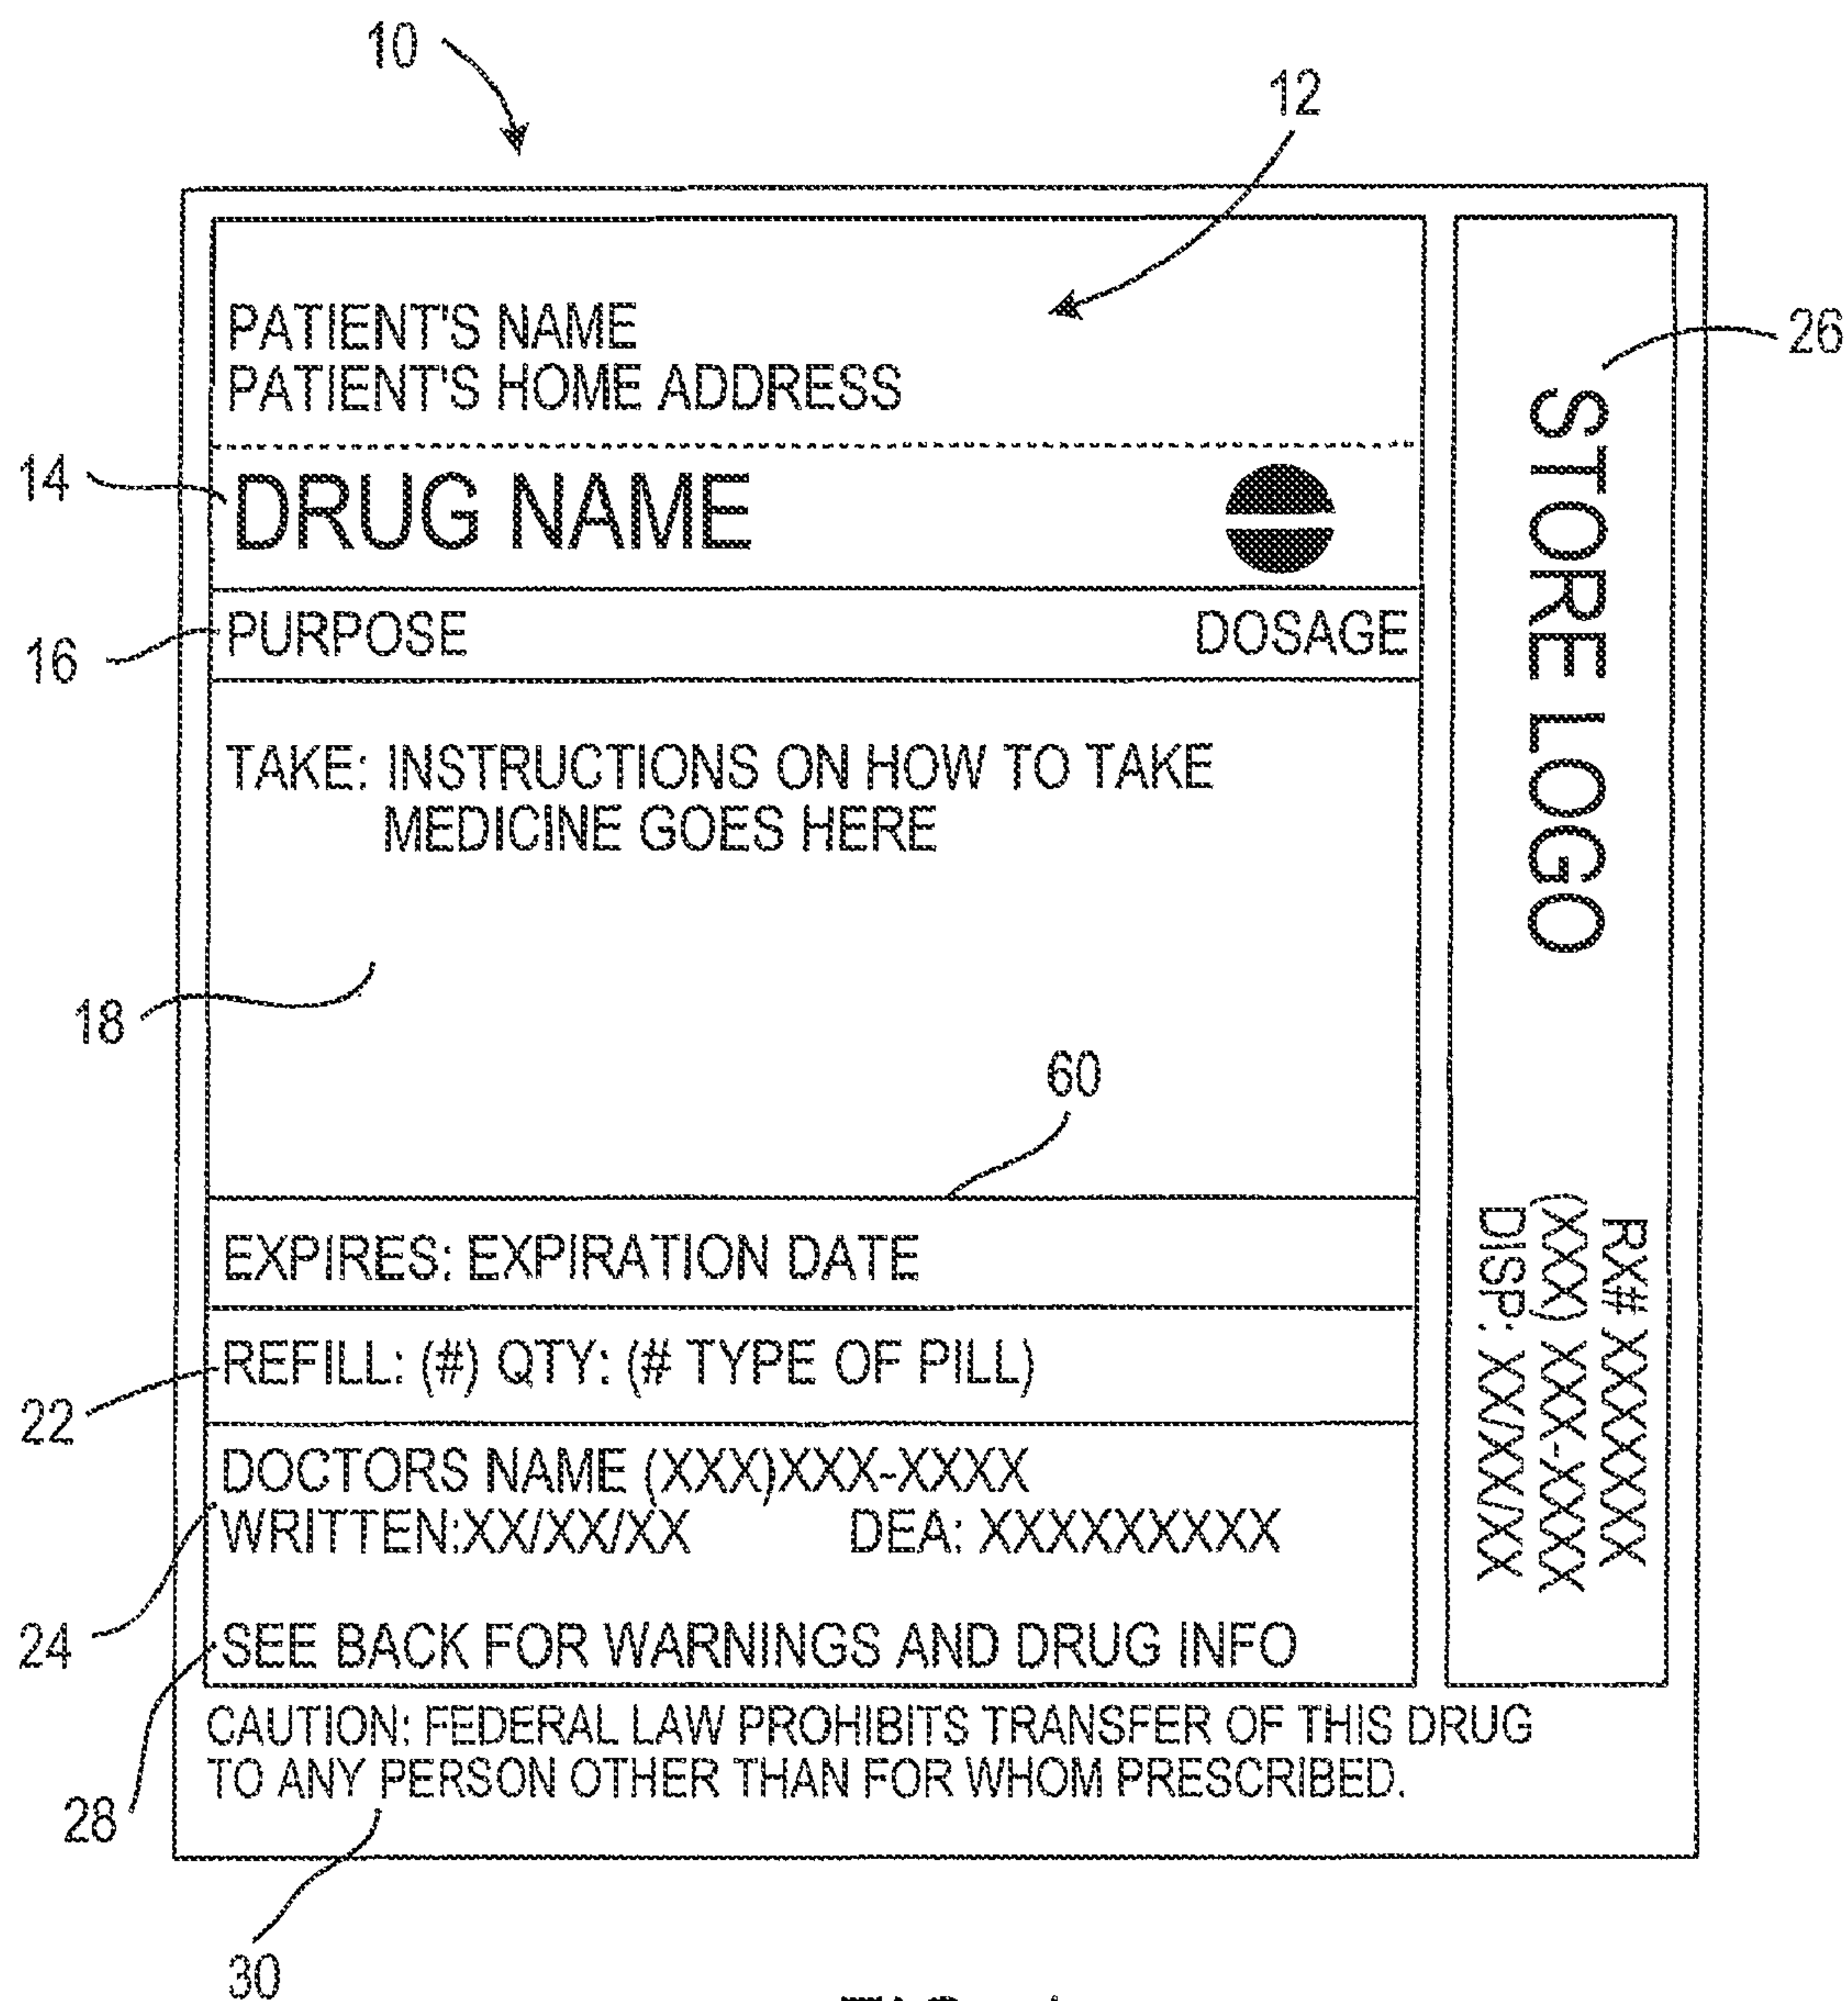 10
12
PATIENT'S NAME
PATIENT'S HOME ADDRESS
26
14
DRUG NAME
16
PURPOSE DOSAGE
TAKE: INSTRUCTIONS ON HOW TO TAKE
MEDICINE GOES HERE
18
60
EXPIRES: EXPIRATION DATE
22
REFILL: (#) QTY: (# TYPE OF PILL)
DOCTORS NAME (XXX)XXX-XXXX
WRITTEN:XX/XX/XX DEA: XXXXXXXXX
24
SEE BACK FOR WARNINGS AND DRUG INFO
28
CAUTION: FEDERAL LAW PROHIBITS TRANSFER OF THIS DRUG
TO ANY PERSON OTHER THAN FOR WHOM PRESCRIBED.
30
STORE LOGO
RX# XXXXXXX
(XXX) XXX-XXXX
DISP: XX/XX/XX